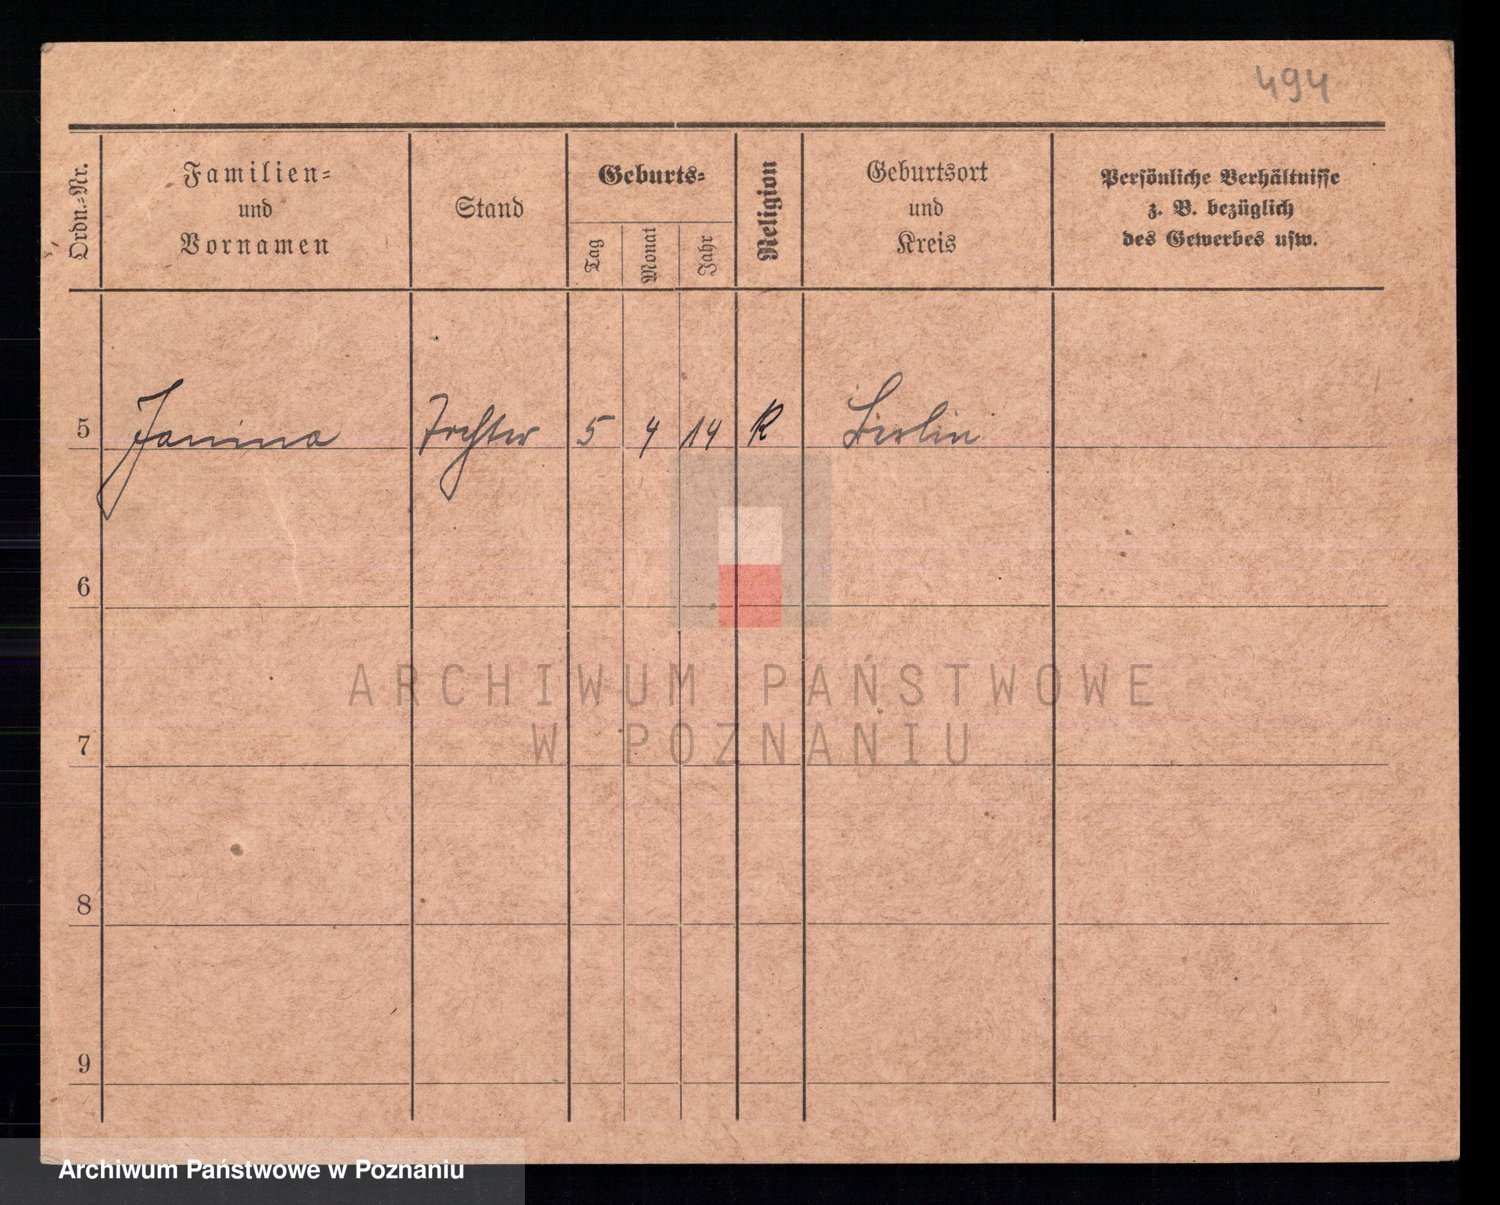 494
Ordn.-Nr.
Familien-
und
Vornamen
Stand
Geburts-
Tag
Monat
Jahr
Religion
Geburtsort
und
Kreis
Persönliche Verhältnisse
z. B. bezüglich
des Gewerbes usw.
5 Janina Tochter 5 4 14 K Berlin
6
7
8
9
ARCHIWUM PAŃSTWOWE
W POZNANIU
Archiwum Państwowe w Poznaniu